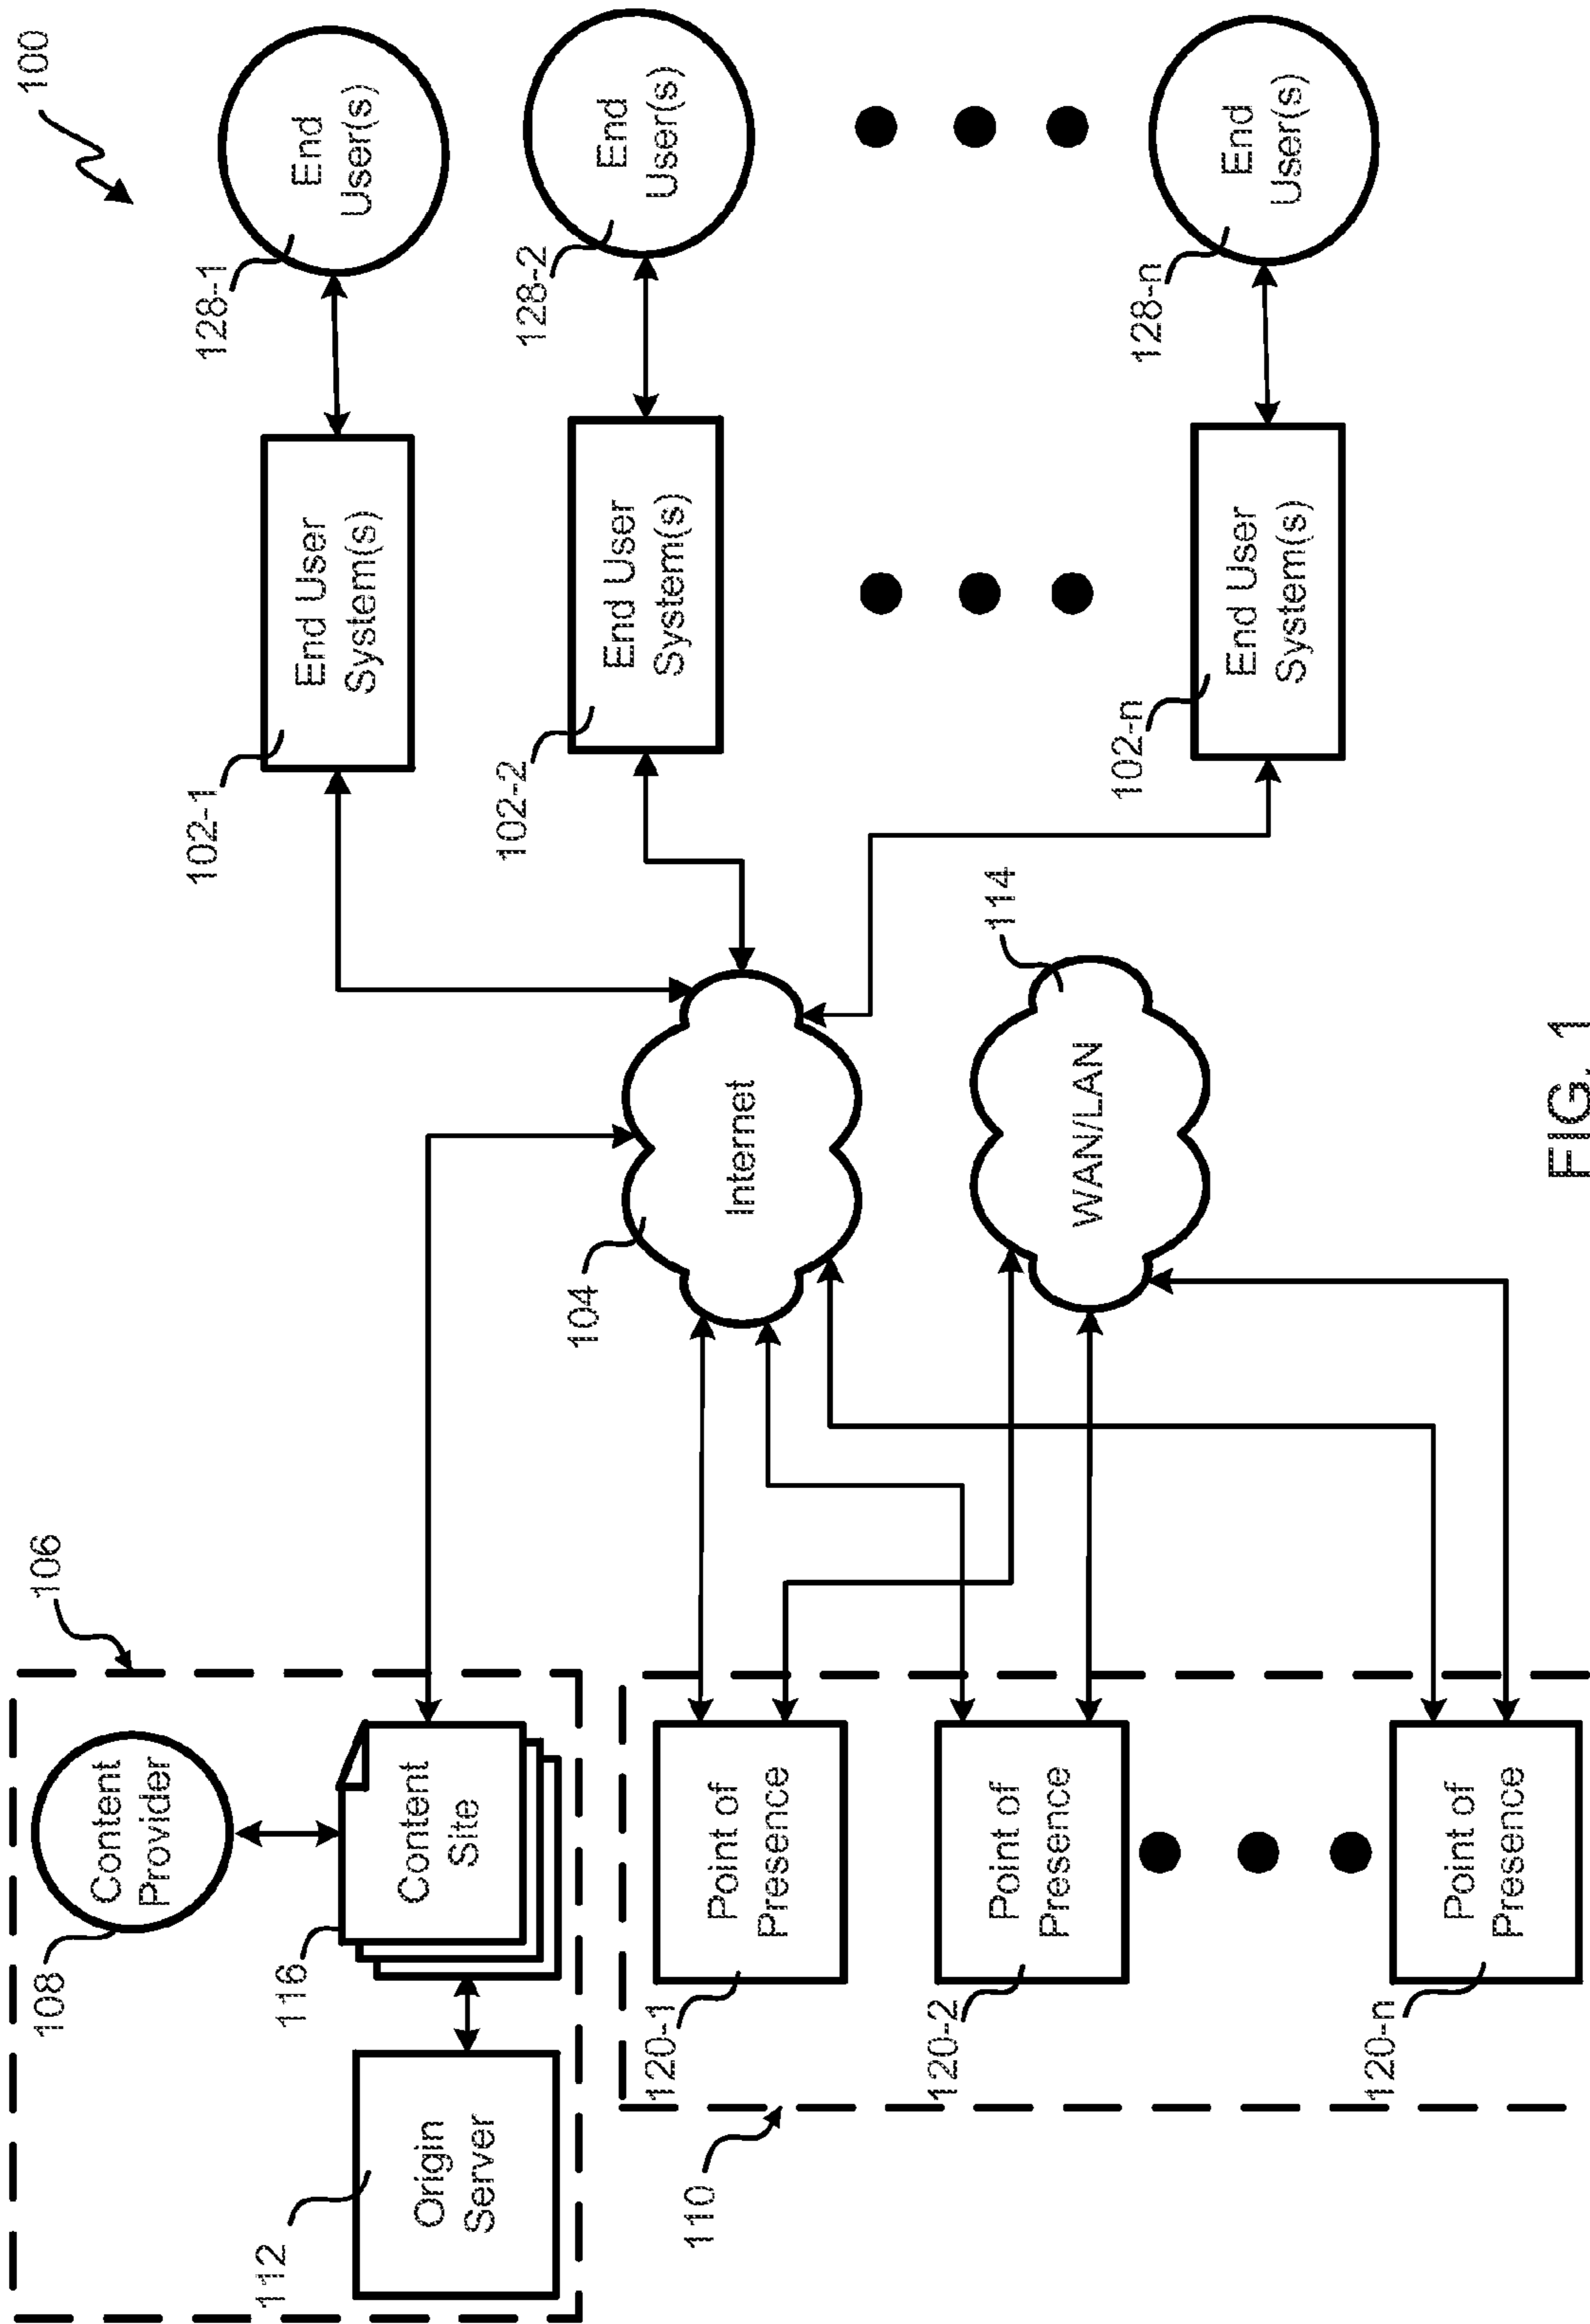 100
106
108
Content
Provider
116
Content
Site
112
Origin
Server
102-1
End User
System(s)
128-1
End
User(s)
104
Internet
102-2
End User
System(s)
128-2
End
User(s)
110
120-1
Point of
Presence
120-2
Point of
Presence
120-n
Point of
Presence
114
WAN/LAN
102-n
End User
System(s)
128-n
End
User(s)
FIG. 1